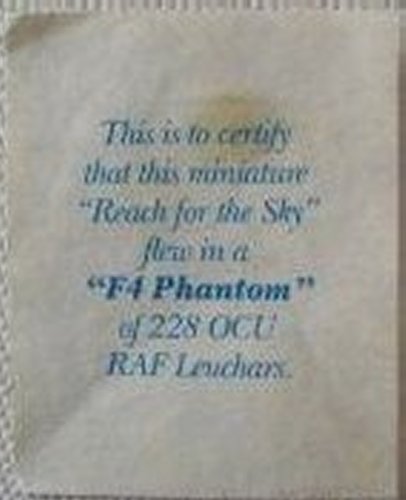 This is to certify
that this miniature
“Reach for the Sky”
flew in a
“F4 Phantom”
of 228 OCU
RAF Leuchars.